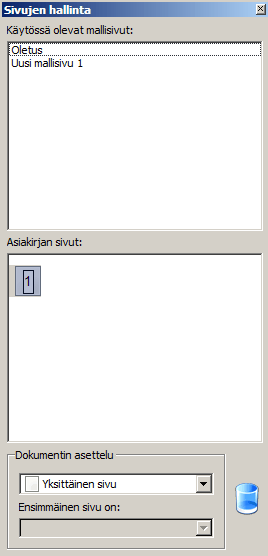 Sivujen hallinta
Käytössä olevat mallisivut:
Oletus
Uusi mallisivu 1
Asiakirjan sivut:
1
Dokumentin asettelu
Yksittäinen sivu
Ensimmäinen sivu on: